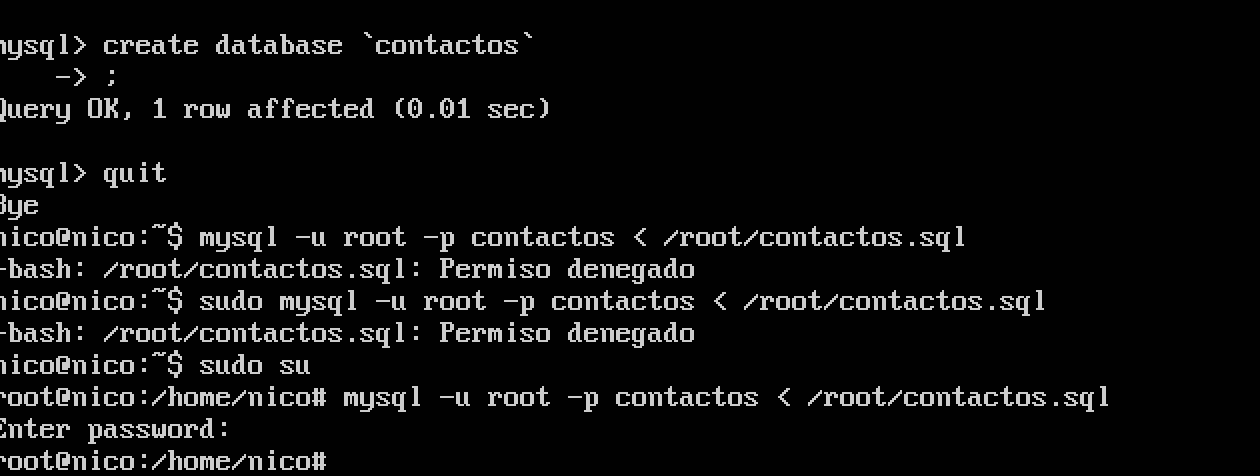 mysql> create database `contactos`
    -> ;
Query OK, 1 row affected (0.01 sec)
mysql> quit
Bye
nico@nico:~$ mysql -u root -p contactos < /root/contactos.sql
-bash: /root/contactos.sql: Permiso denegado
nico@nico:~$ sudo mysql -u root -p contactos < /root/contactos.sql
-bash: /root/contactos.sql: Permiso denegado
nico@nico:~$ sudo su
root@nico:/home/nico# mysql -u root -p contactos < /root/contactos.sql
Enter password:
root@nico:/home/nico#